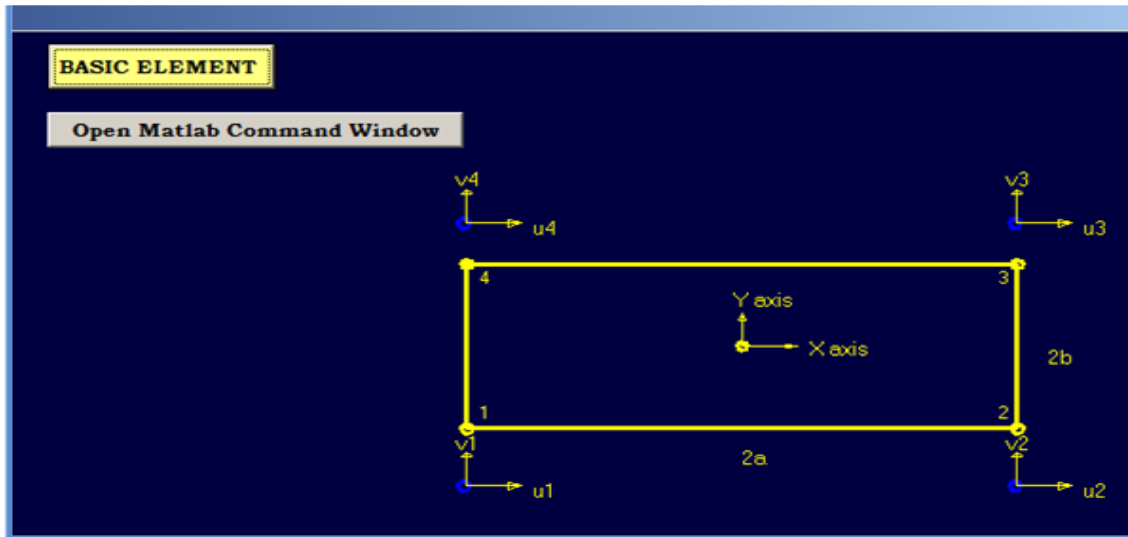 BASIC ELEMENT
Open Matlab Command Window
v4 v3
u4 u3
4 3
Y axis
X axis
2b
1 2
v1 v2
2a
u1 u2